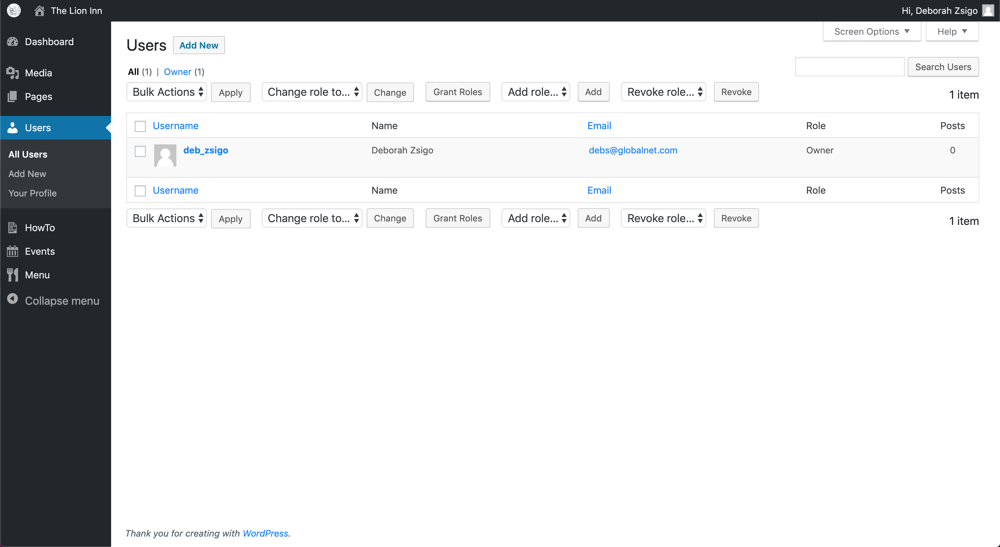 The Lion Inn
Hi, Deborah Zsigo
Dashboard
Media
Pages
Users
All Users
Add New
Your Profile
HowTo
Events
Menu
Collapse menu
Screen Options Help
Users Add New
All (1) | Owner (1)
Search Users
Bulk Actions Apply Change role to... Change Grant Roles Add role... Add Revoke role... Revoke 1 item
Username Name Email Role Posts
deb_zsigo Deborah Zsigo debs@globalnet.com Owner 0
Username Name Email Role Posts
Bulk Actions Apply Change role to... Change Grant Roles Add role... Add Revoke role... Revoke 1 item
Thank you for creating with WordPress.